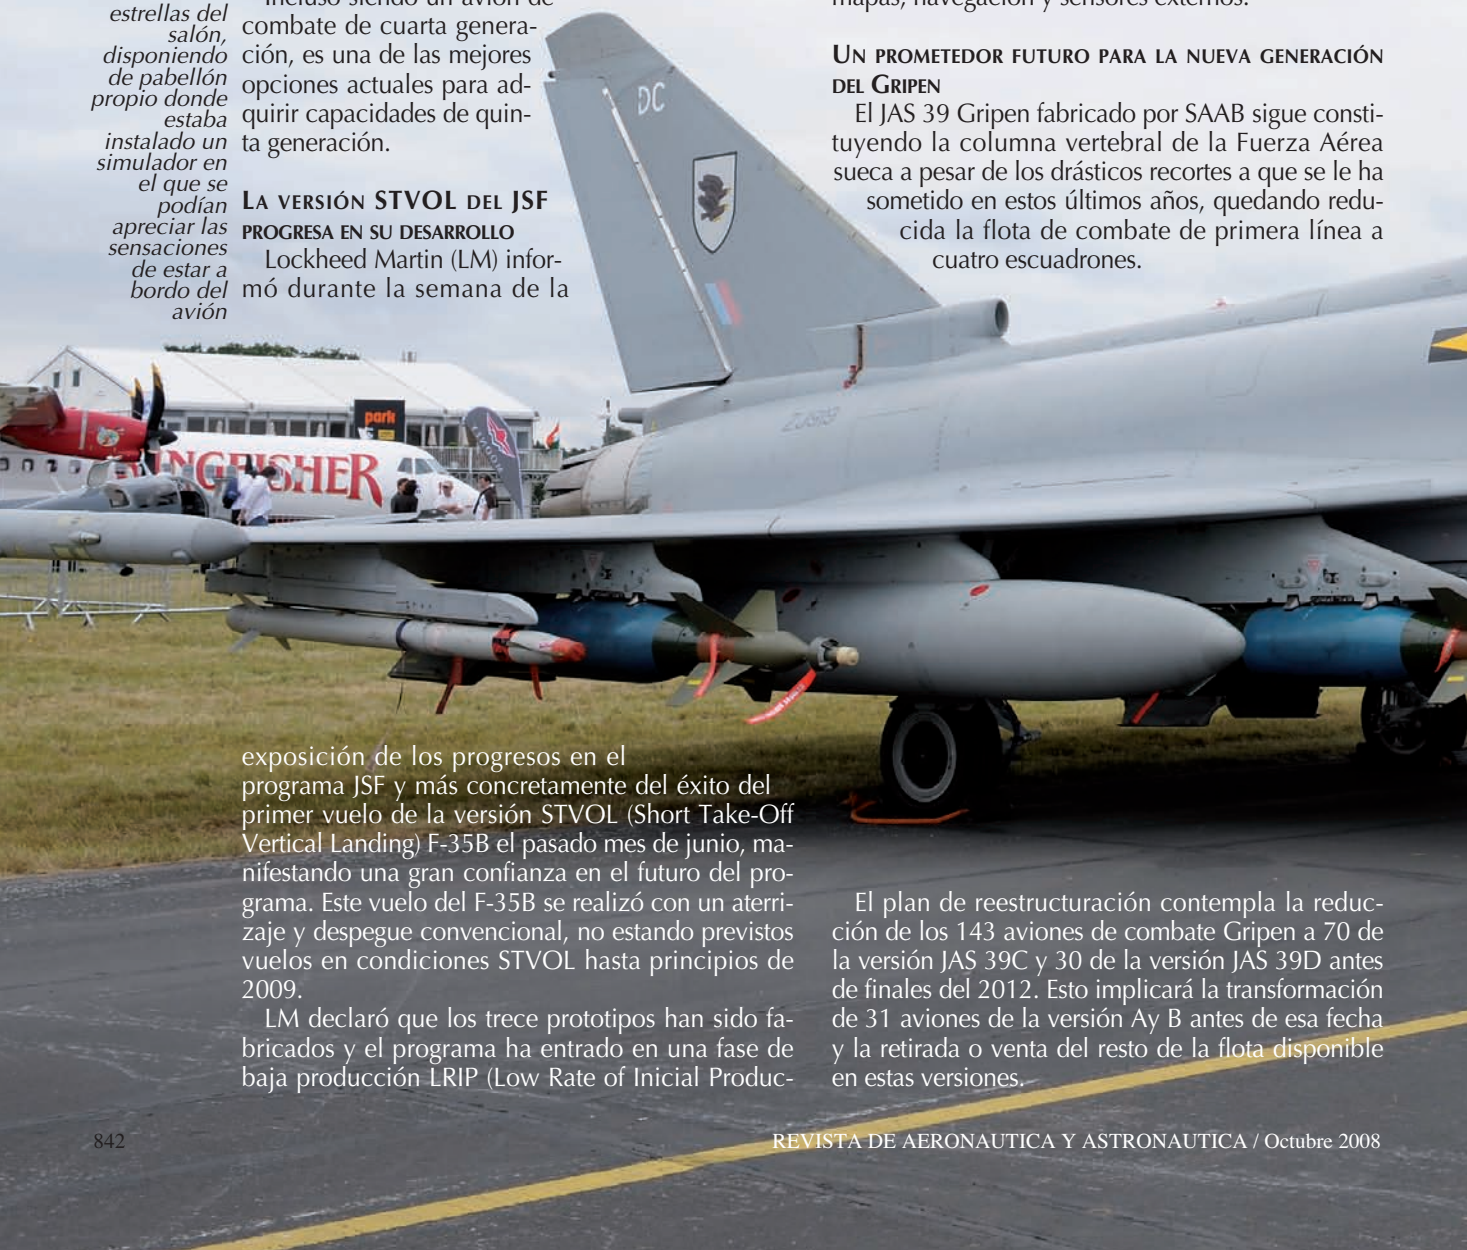 estrellas del
salón,
disponiendo
de pabellón
propio donde
estaba
instalado un
simulador en
el que se
podían
apreciar las
sensaciones
de estar a
bordo del
avión
Incluso siendo un avión de
combate de cuarta genera-
ción, es una de las mejores
opciones actuales para ad-
quirir capacidades de quin-
ta generación.
LA VERSIÓN STVOL DEL JSF
PROGRESA EN SU DESARROLLO
Lockheed Martin (LM) infor-
mó durante la semana de la
exposición de los progresos en el
programa JSF y más concretamente del éxito del
primer vuelo de la versión STVOL (Short Take-Off
Vertical Landing) F-35B el pasado mes de junio, ma-
nifestando una gran confianza en el futuro del pro-
grama. Este vuelo del F-35B se realizó con un aterri-
zaje y despegue convencional, no estando previstos
vuelos en condiciones STVOL hasta principios de
2009.
LM declaró que los trece prototipos han sido fa-
bricados y el programa ha entrado en una fase de
baja producción LRIP (Low Rate of Inicial Produc-
mapas, navegación y sensores externos.
UN PROMETEDOR FUTURO PARA LA NUEVA GENERACIÓN
DEL GRIPEN
El JAS 39 Gripen fabricado por SAAB sigue consti-
tuyendo la columna vertebral de la Fuerza Aérea
sueca a pesar de los drásticos recortes a que se le ha
sometido en estos últimos años, quedando redu-
cida la flota de combate de primera línea a
cuatro escuadrones.
El plan de reestructuración contempla la reduc-
ción de los 143 aviones de combate Gripen a 70 de
la versión JAS 39C y 30 de la versión JAS 39D antes
de finales del 2012. Esto implicará la transformación
de 31 aviones de la versión Ay B antes de esa fecha
y la retirada o venta del resto de la flota disponible
en estas versiones.
DC
park
KINGFISHER
842
REVISTA DE AERONAUTICA Y ASTRONAUTICA / Octubre 2008